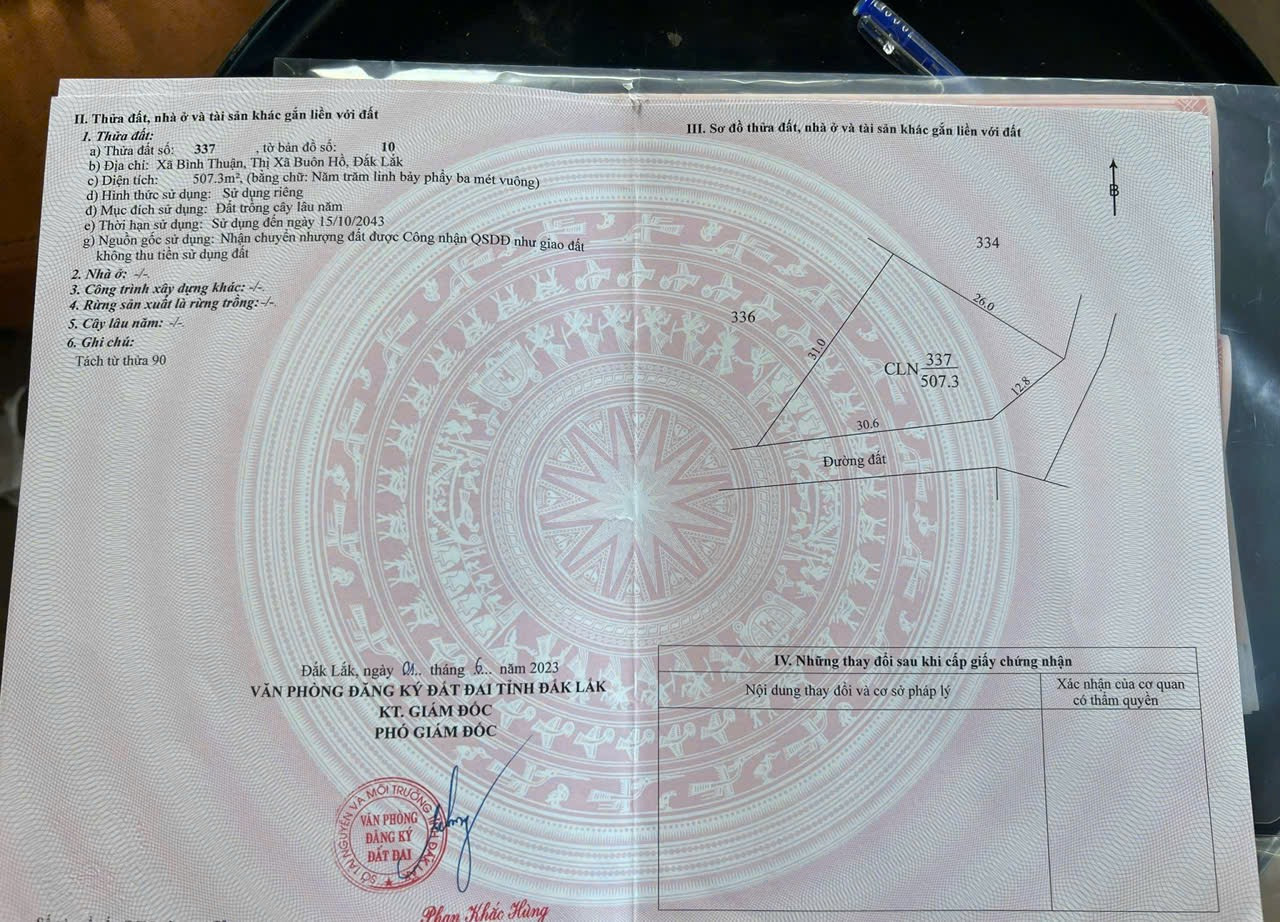 II. Thửa đất, nhà ở và tài sản khác gắn liền với đất
1. Thửa đất:
a) Thửa đất số: 337 , tờ bản đồ số: 10
b) Địa chỉ: Xã Bình Thuận, Thị Xã Buôn Hồ, Đắk Lắk
c) Diện tích: 507.3m², (bằng chữ: Năm trăm linh bảy phẩy ba mét vuông)
d) Hình thức sử dụng: Sử dụng riêng
đ) Mục đích sử dụng: Đất trồng cây lâu năm
e) Thời hạn sử dụng: Sử dụng đến ngày 15/10/2043
g) Nguồn gốc sử dụng: Nhận chuyển nhượng đất được Công nhận QSDĐ như giao đất
không thu tiền sử dụng đất
2. Nhà ở: -/-.
3. Công trình xây dựng khác: -/-.
4. Rừng sản xuất là rừng trồng: -/-.
5. Cây lâu năm: -/-.
6. Ghi chú:
Tách từ thửa 90
III. Sơ đồ thửa đất, nhà ở và tài sản khác gắn liền với đất
B
334
336
26.0
31.0
CLN 337
507.3
12.8
30.6
Đường đất
Đắk Lắk, ngày 01 tháng 6 năm 2023
VĂN PHÒNG ĐĂNG KÝ ĐẤT ĐAI TỈNH ĐẮK LẮK
KT. GIÁM ĐỐC
PHÓ GIÁM ĐỐC
SỞ TÀI NGUYÊN VÀ MÔI TRƯỜNG TỈNH ĐẮK LẮK
VĂN PHÒNG
ĐĂNG KÝ
ĐẤT ĐAI
Phan Khắc Hùng
IV. Những thay đổi sau khi cấp giấy chứng nhận
Nội dung thay đổi và cơ sở pháp lý
Xác nhận của cơ quan
có thẩm quyền